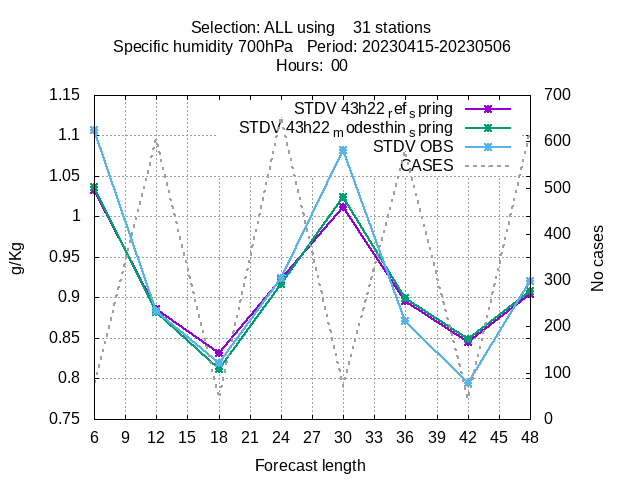 Selection: ALL using    31 stations
Specific humidity 700hPa   Period: 20230415-20230506
Hours:  00
1.15
1.1
1.05
1
0.95
0.9
0.85
0.8
0.75
g/Kg
STDV 43h22_ref_spring
STDV 43h22_modesthin_spring
STDV OBS
CASES
700
600
500
400
300
200
100
0
No cases
6 9 12 15 18 21 24 27 30 33 36 39 42 45 48
Forecast length